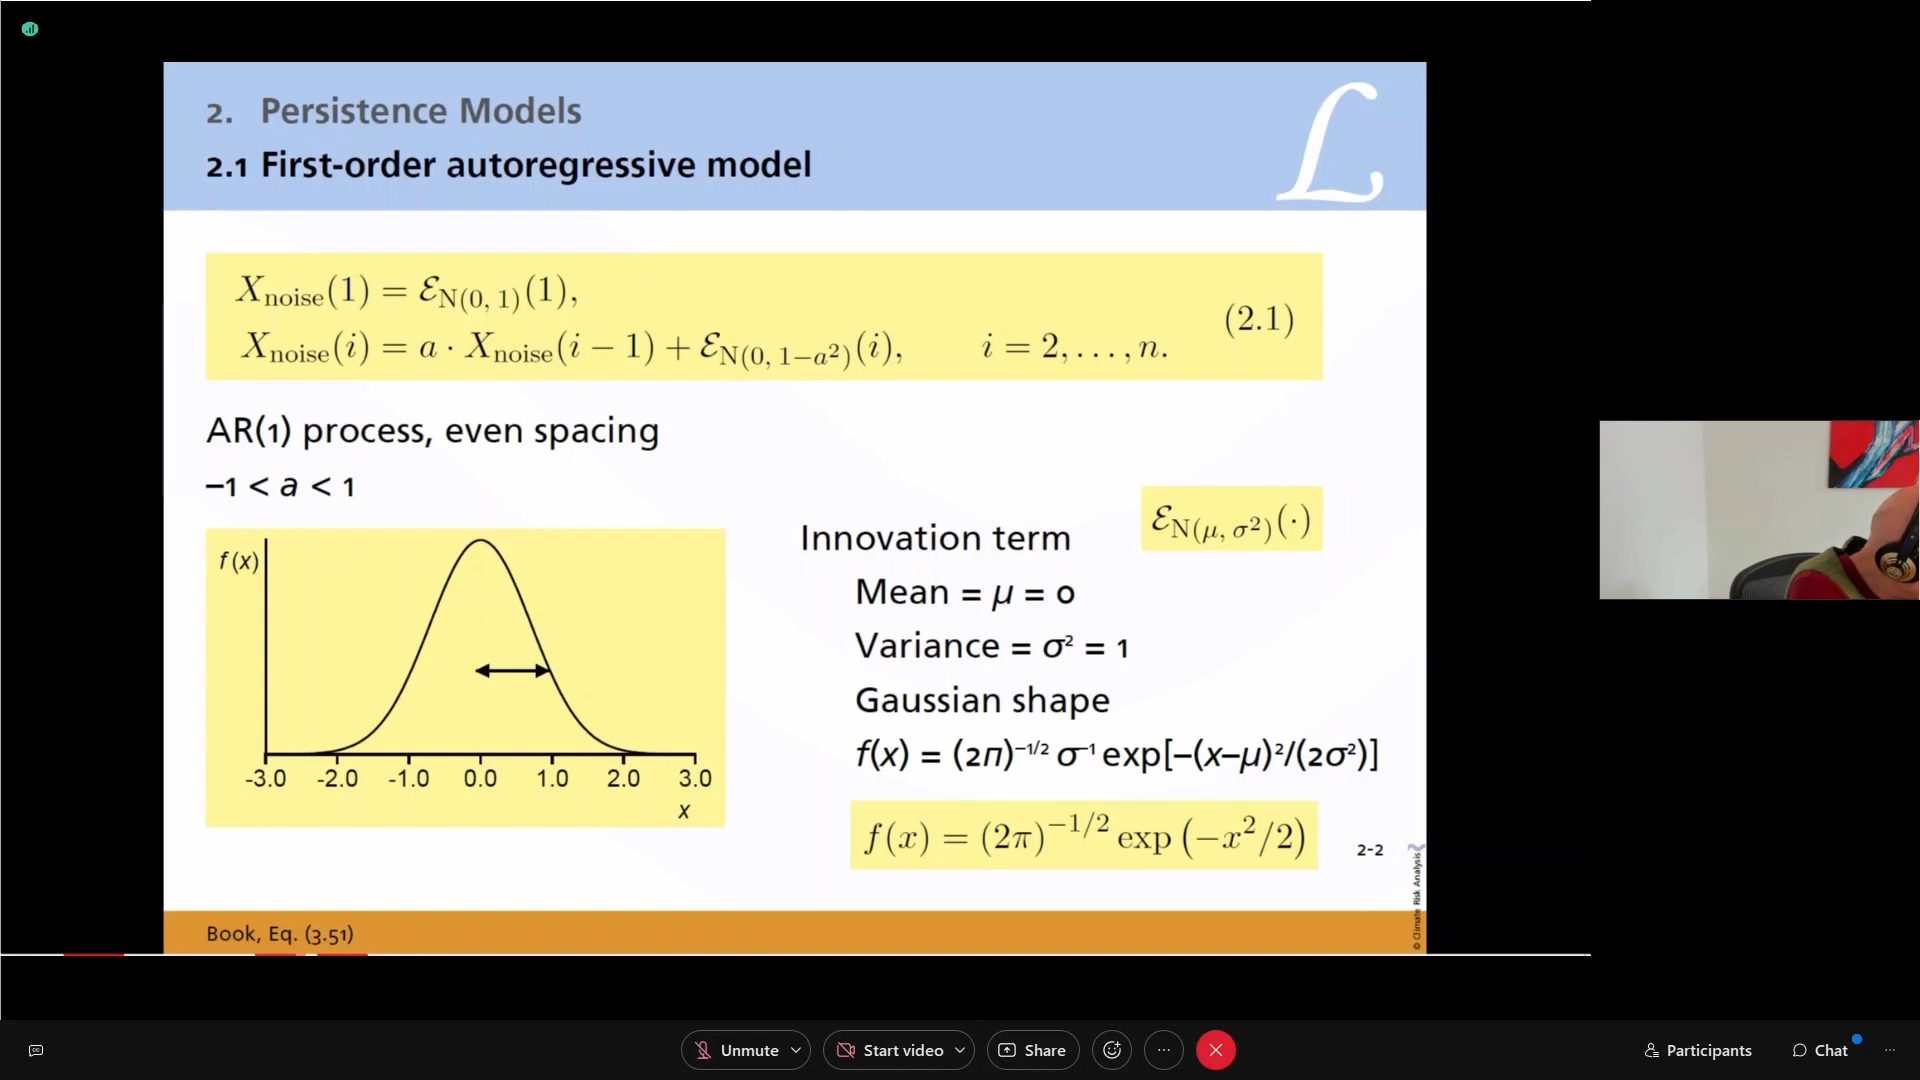 2. Persistence Models
2.1 First-order autoregressive model
ℒ
X_noise(1) = ℰ_N(0, 1)(1),
X_noise(i) = a · X_noise(i − 1) + ℰ_N(0, 1−a²)(i), i = 2, . . . , n.
(2.1)
AR(1) process, even spacing
–1 < a < 1
f(x)
-3.0 -2.0 -1.0 0.0 1.0 2.0 3.0
x
Innovation term
ℰ_N(μ, σ²)(·)
Mean = μ = 0
Variance = σ² = 1
Gaussian shape
f(x) = (2π)^–1/2 σ^–1 exp[–(x–μ)²/(2σ²)]
f(x) = (2π)^−1/2 exp (−x²/2)
2-2
© Climate Risk Analysis
Book, Eq. (3.51)
Unmute Start video Share Participants Chat